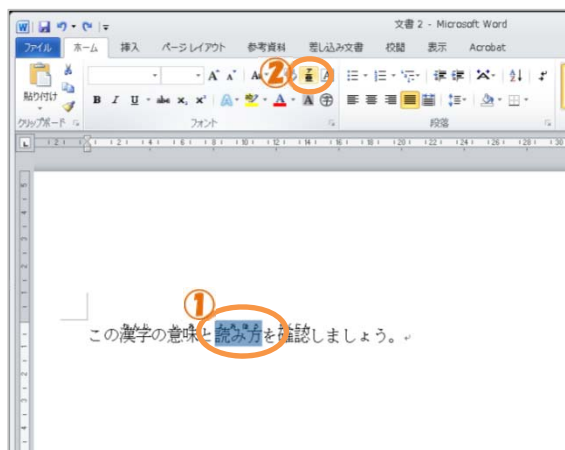 文書 2 - Microsoft Word
ファイル ホーム 挿入 ページ レイアウト 参考資料 差し込み文書 校閲 表示 Acrobat
②
貼り付け
B I U abc x₂ x² A A A
クリップボード フォント 段落
①
この漢字の意味と読み方を確認しましょう。